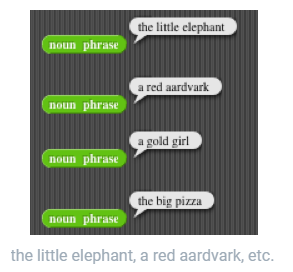 the little elephant
noun phrase
a red aardvark
noun phrase
a gold girl
noun phrase
the big pizza
noun phrase
the little elephant, a red aardvark, etc.